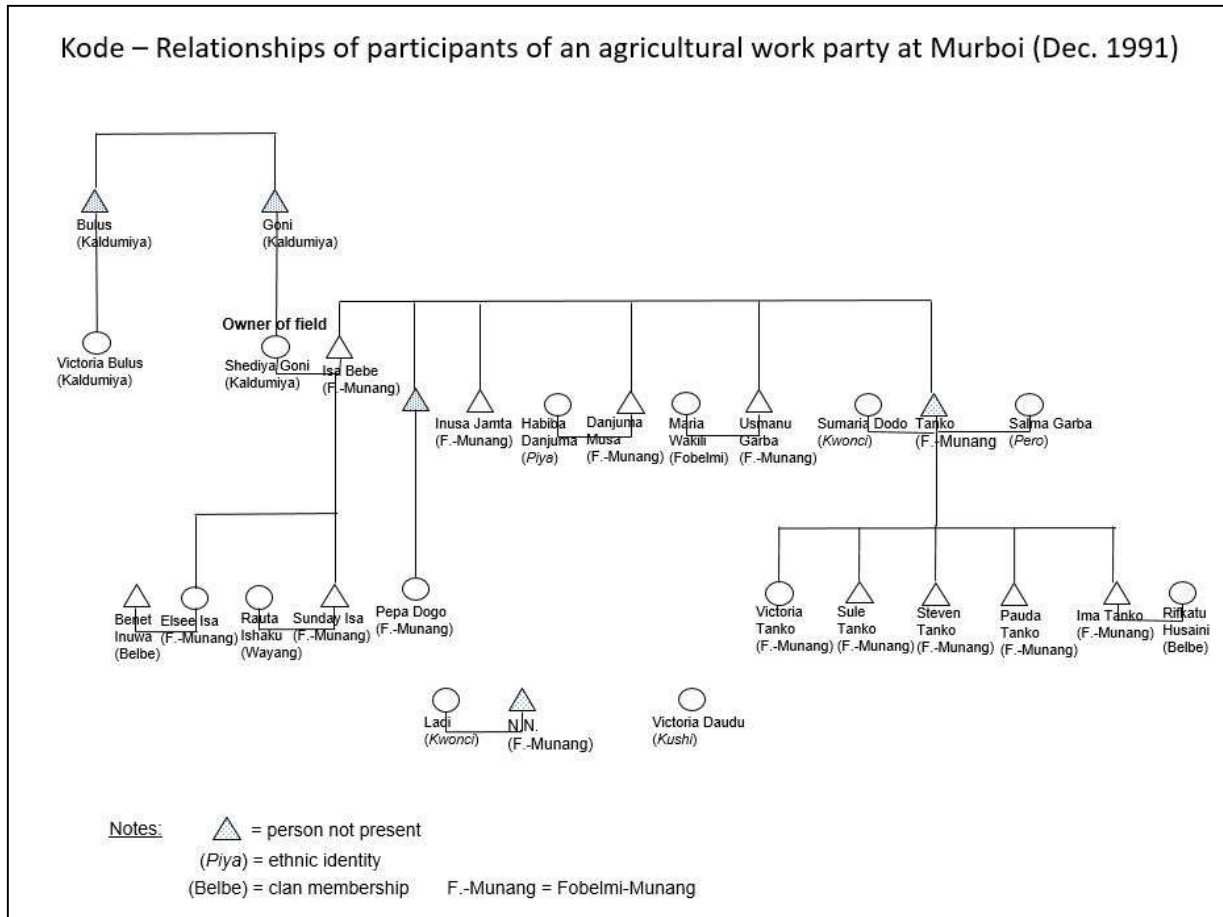 Kode – Relationships of participants of an agricultural work party at Murboi (Dec. 1991)
Bulus
(Kaldumiya)
Goni
(Kaldumiya)
Owner of field
Victoria Bulus
(Kaldumiya)
Shediya Goni
(Kaldumiya)
Isa Bebe
(F.-Munang)
Inusa Jamta
(F.-Munang)
Habiba
Danjuma
(Piya)
Danjuma
Musa
(F.-Munang)
Maria
Wakili
(Fobelmi)
Usmanu
Garba
(F.-Munang)
Sumaria Dodo
(Kwonci)
Tanko
(F.-Munang
Salma Garba
(Pero)
Benet
Inuwa
(Belbe)
Elsee Isa
(F.-Munang)
Rauta
Ishaku
(Wayang)
Sunday Isa
(F.-Munang)
Pepa Dogo
(F.-Munang)
Victoria
Tanko
(F.-Munang)
Sule
Tanko
(F.-Munang)
Steven
Tanko
(F.-Munang)
Pauda
Tanko
(F.-Munang)
Ima Tanko
(F.-Munang)
Rifkatu
Husaini
(Belbe)
Ladi
(Kwonci)
N.N.
(F.-Munang)
Victoria Daudu
(Kushi)
Notes:
= person not present
(Piya) = ethnic identity
(Belbe) = clan membership F.-Munang = Fobelmi-Munang